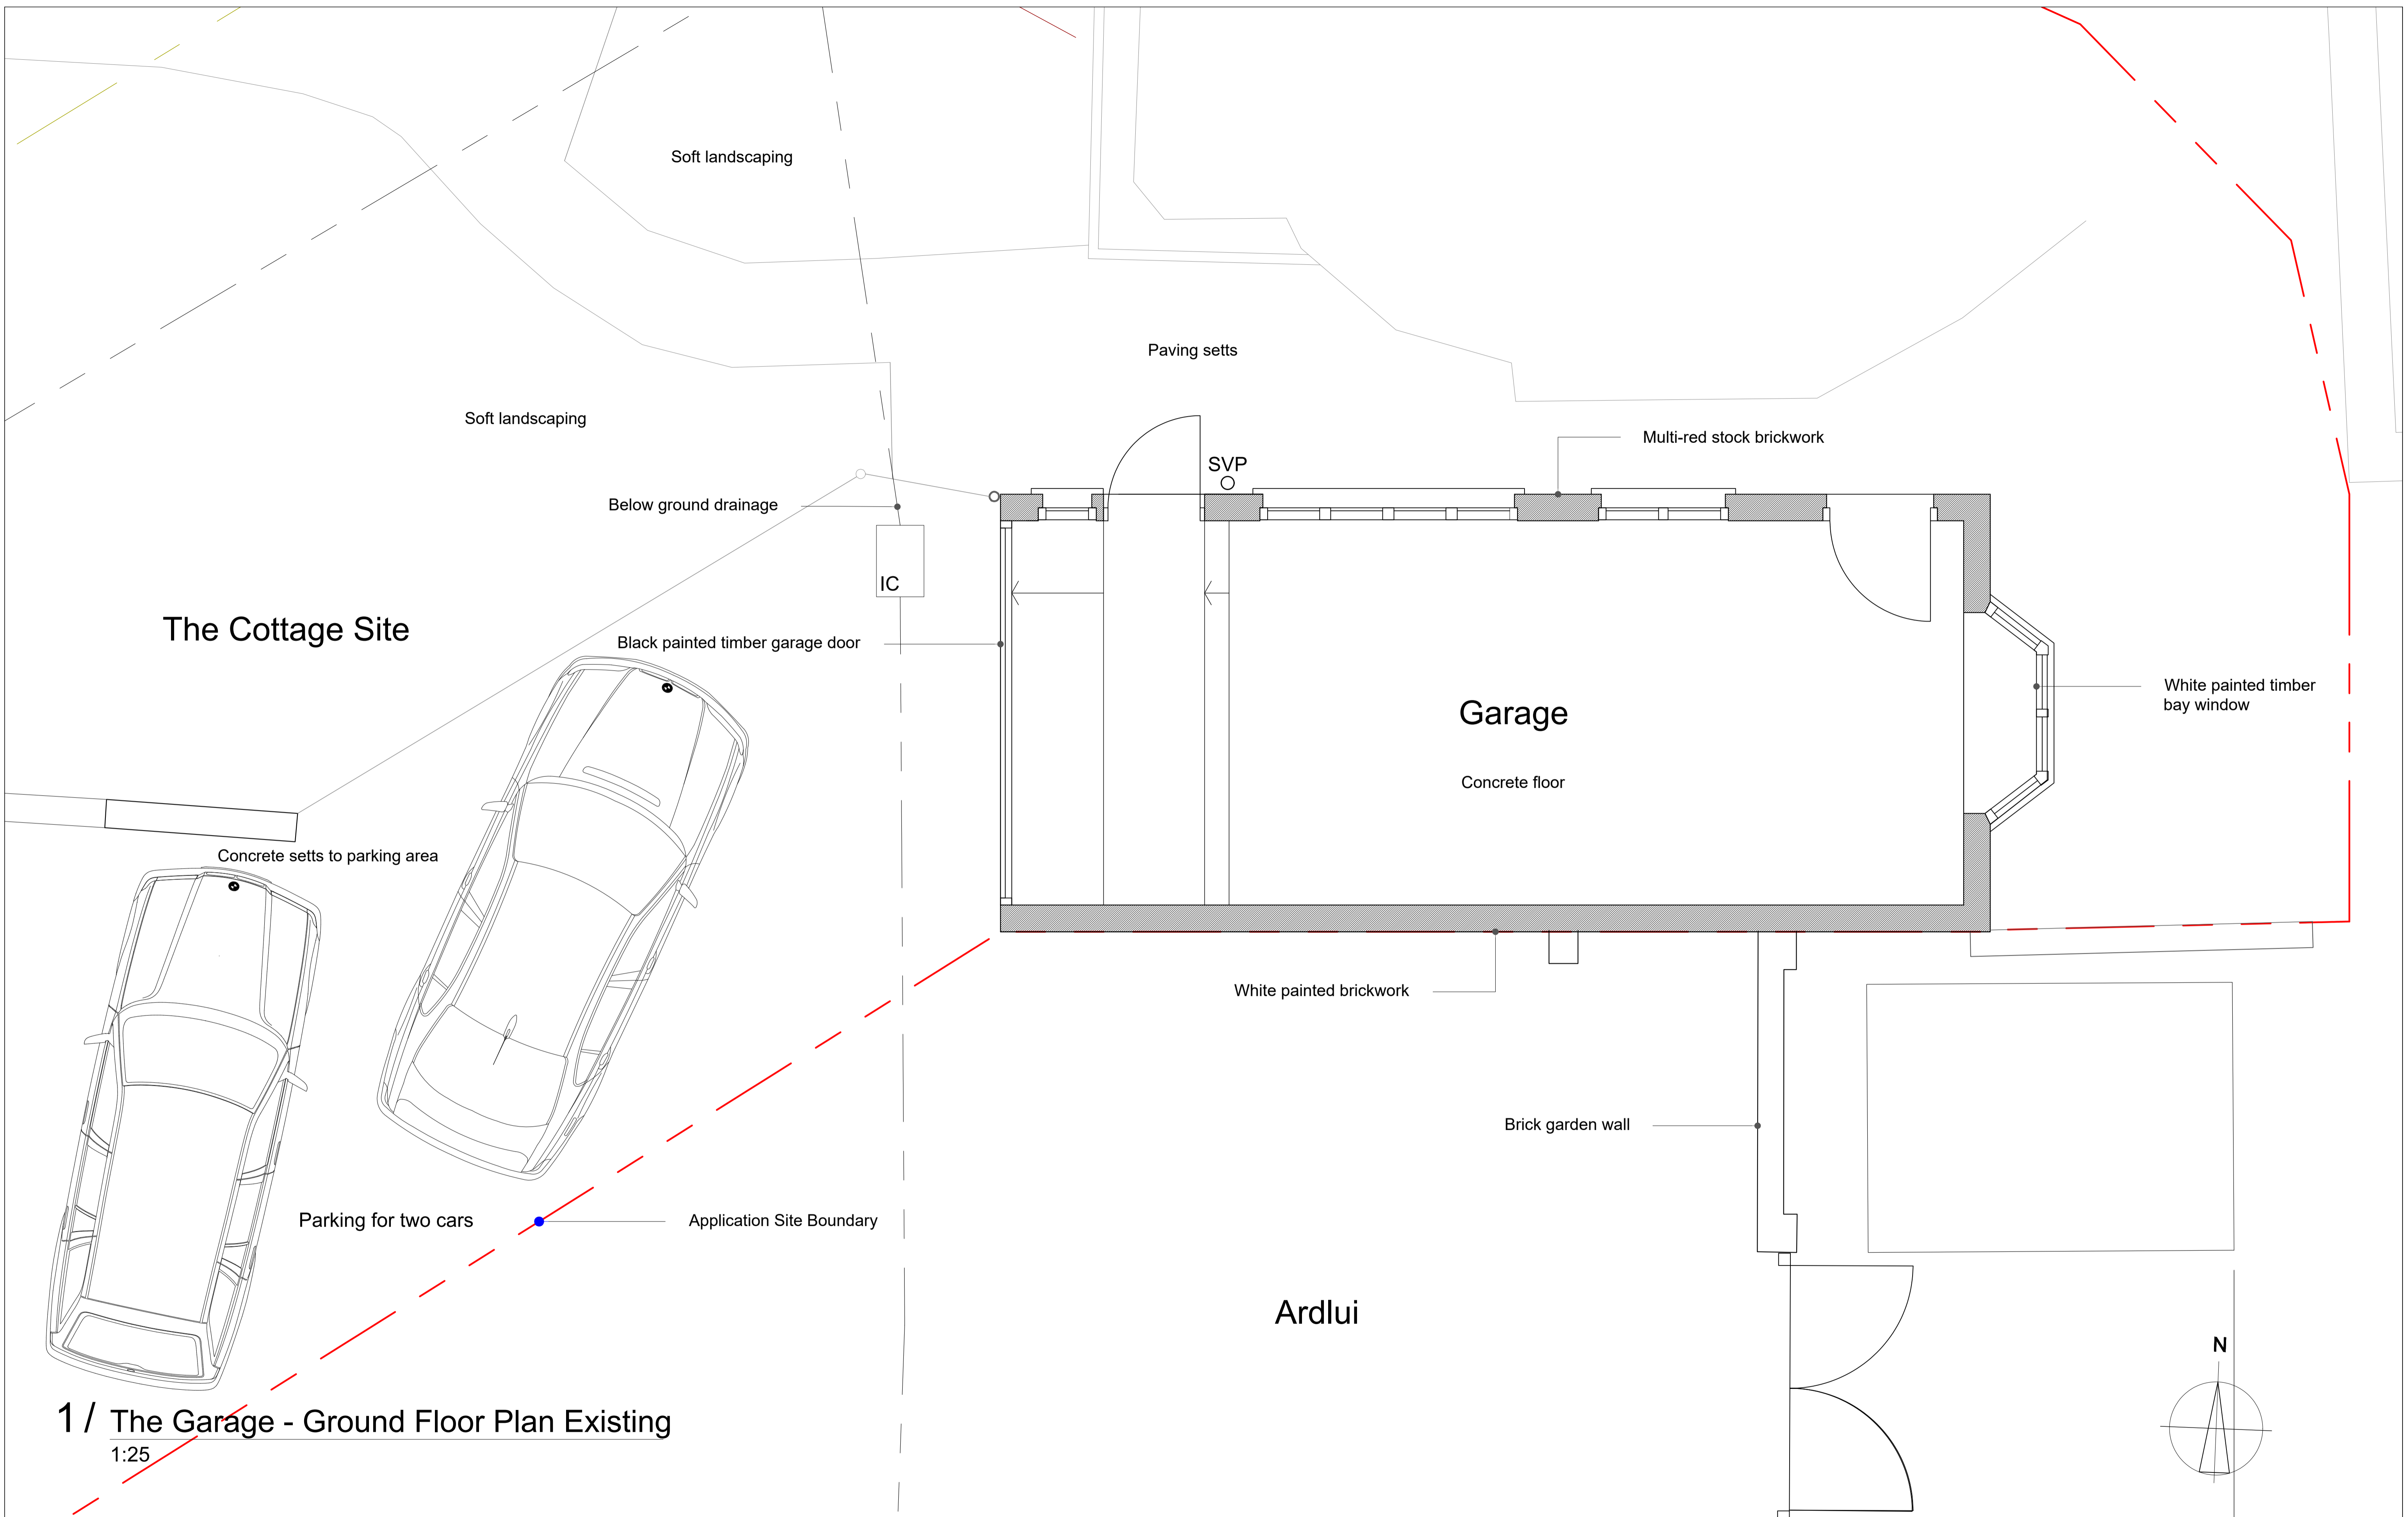 Soft landscaping
Paving setts
Soft landscaping
Multi-red stock brickwork
SVP
Below ground drainage
IC
The Cottage Site
Black painted timber garage door
White painted timber
bay window
Garage
Concrete floor
Concrete setts to parking area
White painted brickwork
Brick garden wall
Parking for two cars
Application Site Boundary
Ardlui
N
1 / The Garage - Ground Floor Plan Existing
1:25